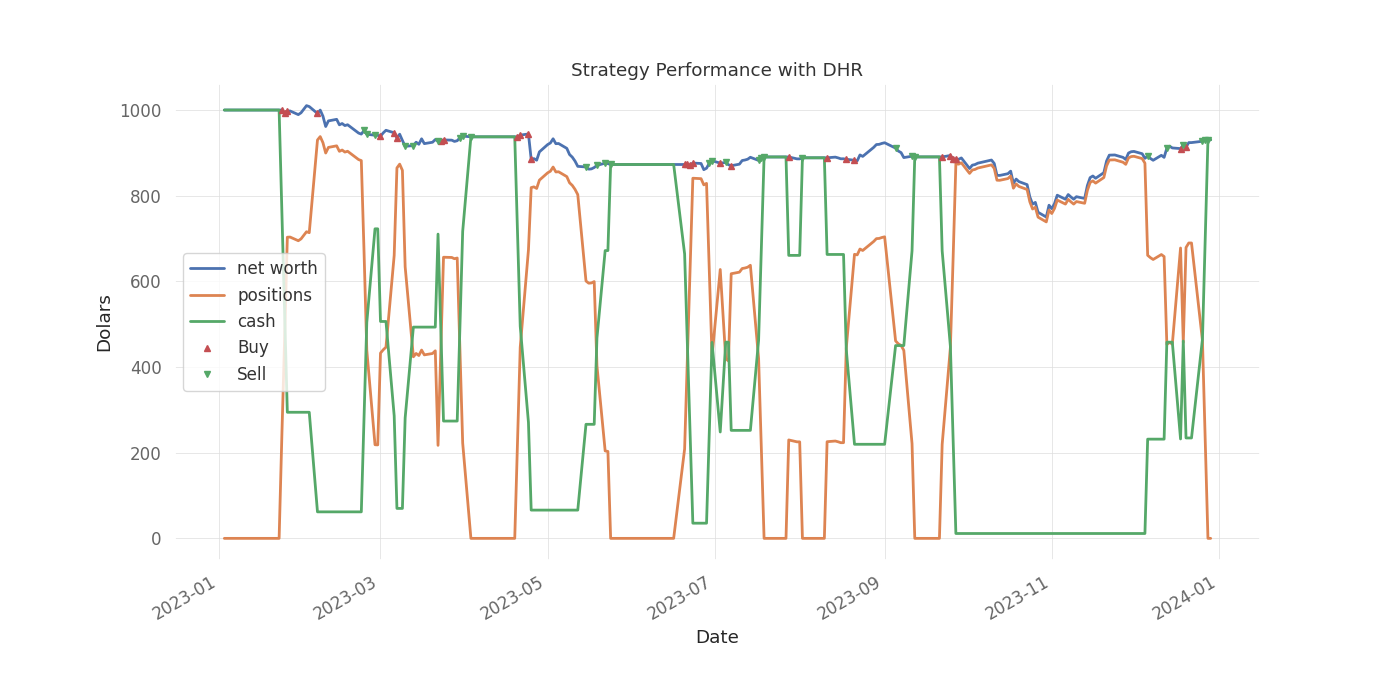 Strategy Performance with DHR
1000
800
600
400
200
0
Dolars
net worth
positions
cash
Buy
Sell
2023-01
2023-03
2023-05
2023-07
2023-09
2023-11
2024-01
Date